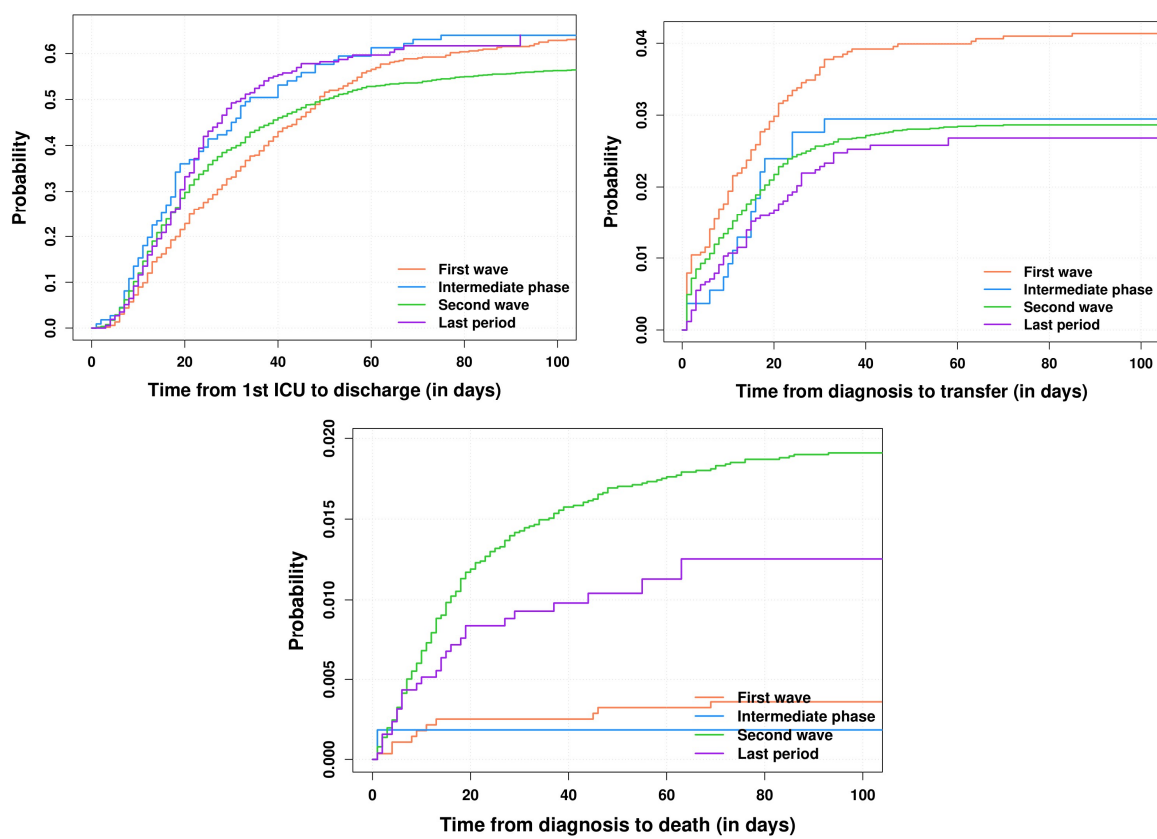 Probability
0.6
0.5
0.4
0.3
0.2
0.1
0.0
First wave
Intermediate phase
Second wave
Last period
0 20 40 60 80 100
Time from 1st ICU to discharge (in days)
Probability
0.04
0.03
0.02
0.01
0.00
First wave
Intermediate phase
Second wave
Last period
0 20 40 60 80 100
Time from diagnosis to transfer (in days)
Probability
0.020
0.015
0.010
0.005
0.000
First wave
Intermediate phase
Second wave
Last period
0 20 40 60 80 100
Time from diagnosis to death (in days)